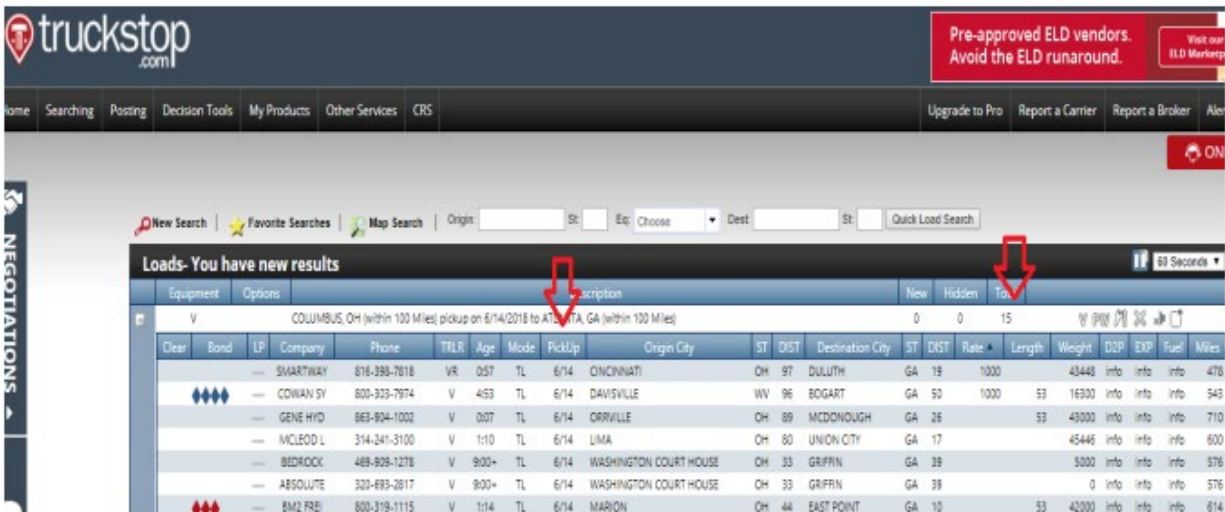 truckstop
.com
Pre-approved ELD vendors.
Avoid the ELD runaround.
Visit our
ELD Marketp
Home Searching Posting Decision Tools My Products Other Services CRS Upgrade to Pro Report a Carrier Report a Broker Aler
ON
NEGOTIATIONS
New Search | Favorite Searches | Map Search | Origin: St: Eq: Choose Dest: St: Quick Load Search
Loads- You have new results 60 Seconds
Equipment Options New Hidden
V COLUMBUS, OH (within 100 Miles) pickup on 6/14/2018 to ATLANTA, GA (within 100 Miles) 0 0 15
Clear Bond LP Company Phone TRLR Age Mode PickUp Origin City ST DIST Destination City ST DIST Rate Length Weight D2P EXP Fuel Miles
— SMARTWAY 816-398-7818 VR 0:57 TL 6/14 CINCINNATI OH 97 DULUTH GA 19 1000 43448 Info Info Info 478
— COWAN SY 800-303-7974 V 4:53 TL 6/14 DAVISVILLE WV 96 BOGART GA 50 1000 53 16300 Info Info Info 543
— GENE HYD 863-904-1002 V 0:07 TL 6/14 ORRVILLE OH 89 MCDONOUGH GA 26 53 43000 Info Info Info 710
— MCLEOD L 314-241-3100 V 1:10 TL 6/14 LIMA OH 80 UNION CITY GA 17 45446 Info Info Info 600
— BEDROCK 469-909-1278 V 9:00+ TL 6/14 WASHINGTON COURT HOUSE OH 33 GRIFFIN GA 39 5000 Info Info Info 576
— ABSOLUTE 320-693-2817 V 9:00+ TL 6/14 WASHINGTON COURT HOUSE OH 33 GRIFFIN GA 39 0 Info Info Info 576
— BM2 FREI 800-319-1115 V 1:14 TL 6/14 MARION OH 44 EAST POINT GA 10 53 42000 Info Info Info 614